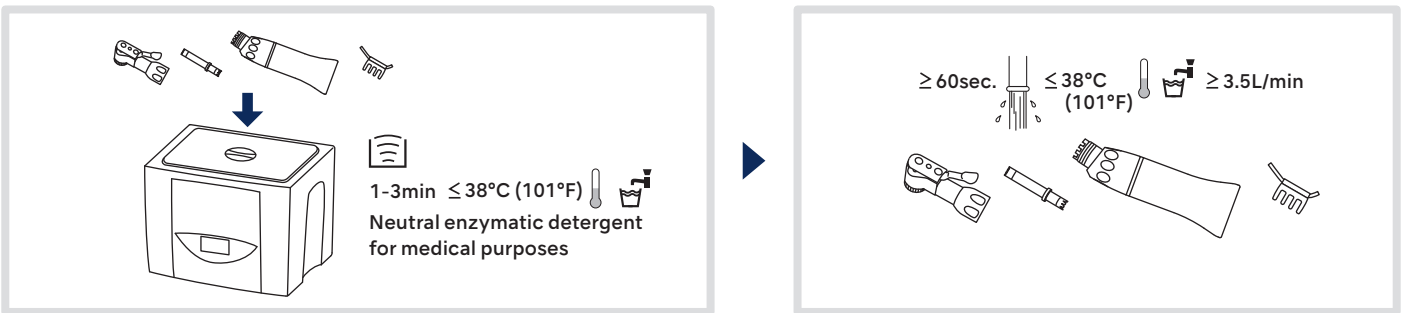 1-3min ≤38°C (101°F)
Neutral enzymatic detergent
for medical purposes
≥60sec. ≤38°C ≥3.5L/min
(101°F)